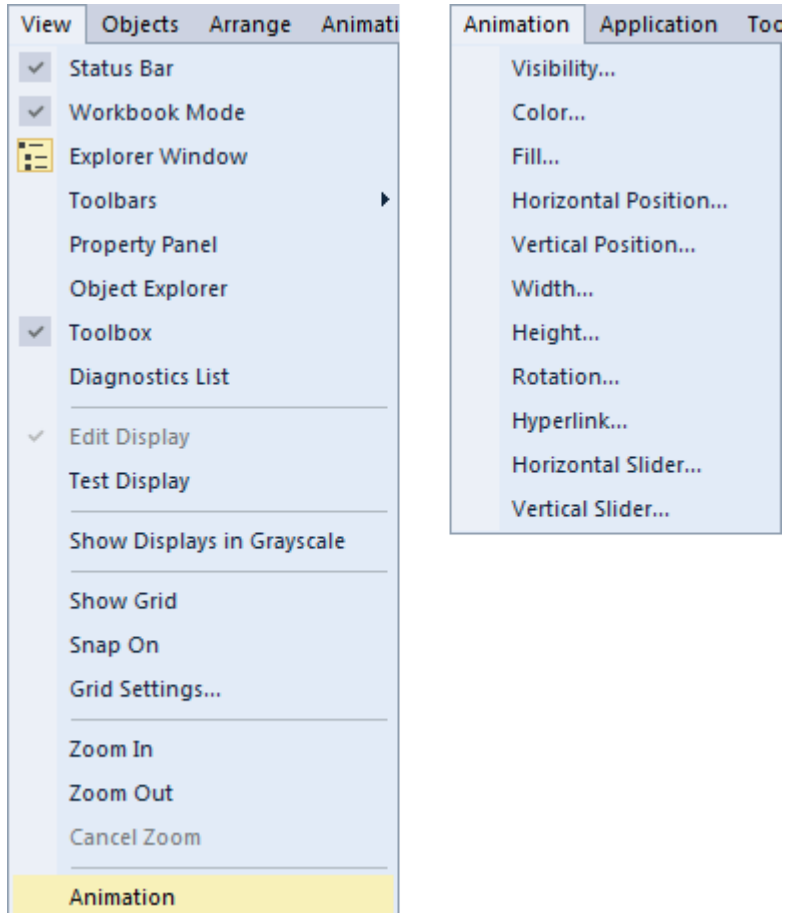 View Objects Arrange Animati
Status Bar
Workbook Mode
Explorer Window
Toolbars
Property Panel
Object Explorer
Toolbox
Diagnostics List
Edit Display
Test Display
Show Displays in Grayscale
Show Grid
Snap On
Grid Settings...
Zoom In
Zoom Out
Cancel Zoom
Animation
Animation Application Too
Visibility...
Color...
Fill...
Horizontal Position...
Vertical Position...
Width...
Height...
Rotation...
Hyperlink...
Horizontal Slider...
Vertical Slider...